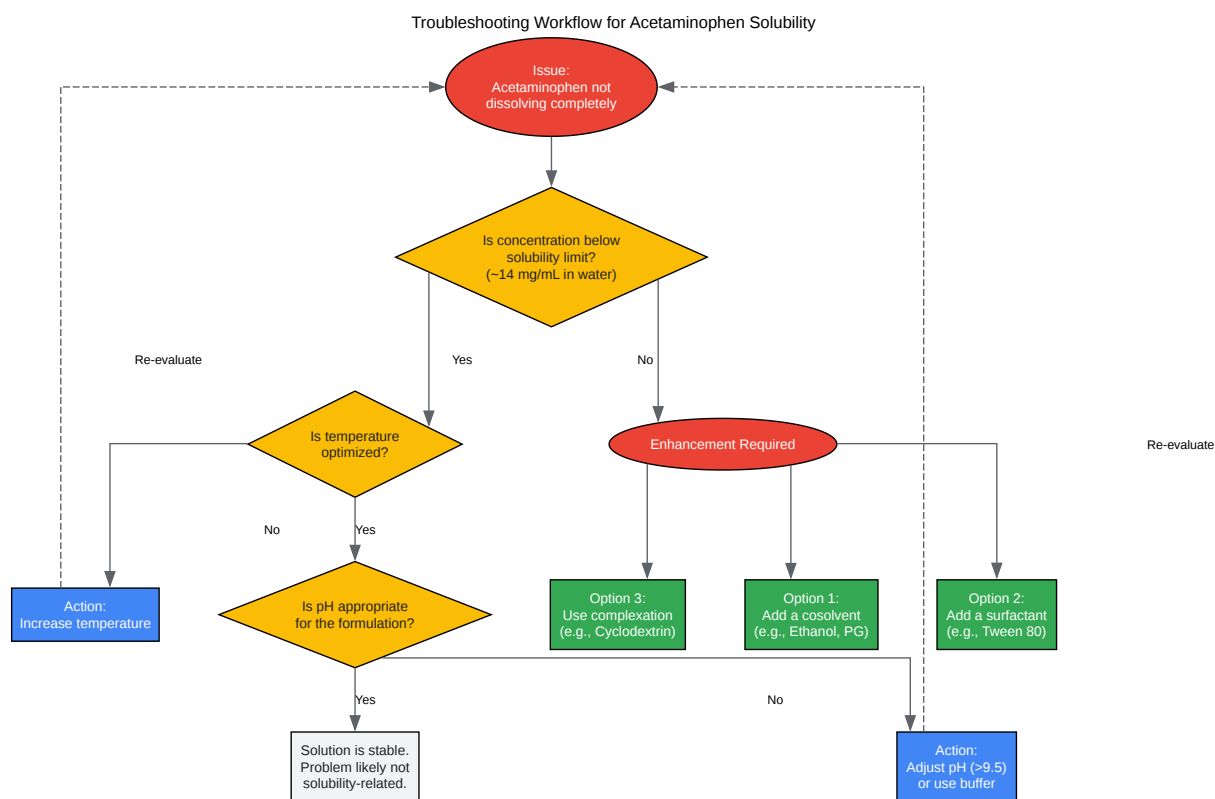 Troubleshooting Workflow for Acetaminophen Solubility
Issue:
Acetaminophen not
dissolving completely
Is concentration below
solubility limit?
(~14 mg/mL in water)
Re-evaluate
Yes
No
Is temperature
optimized?
Enhancement Required
Re-evaluate
No
Yes
Action:
Increase temperature
Is pH appropriate
for the formulation?
Option 3:
Use complexation
(e.g., Cyclodextrin)
Option 1:
Add a cosolvent
(e.g., Ethanol, PG)
Option 2:
Add a surfactant
(e.g., Tween 80)
Yes
No
Solution is stable.
Problem likely not
solubility-related.
Action:
Adjust pH (>9.5)
or use buffer